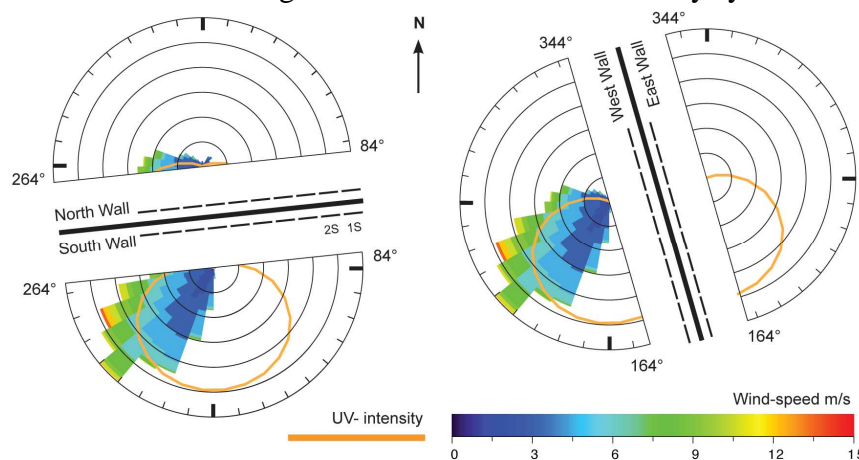 N
84°
264°
North Wall
South Wall
2S 1S
84°
264°
UV- intensity
344°
344°
West Wall
East Wall
164°
164°
Wind-speed m/s
0 3 6 9 12 15